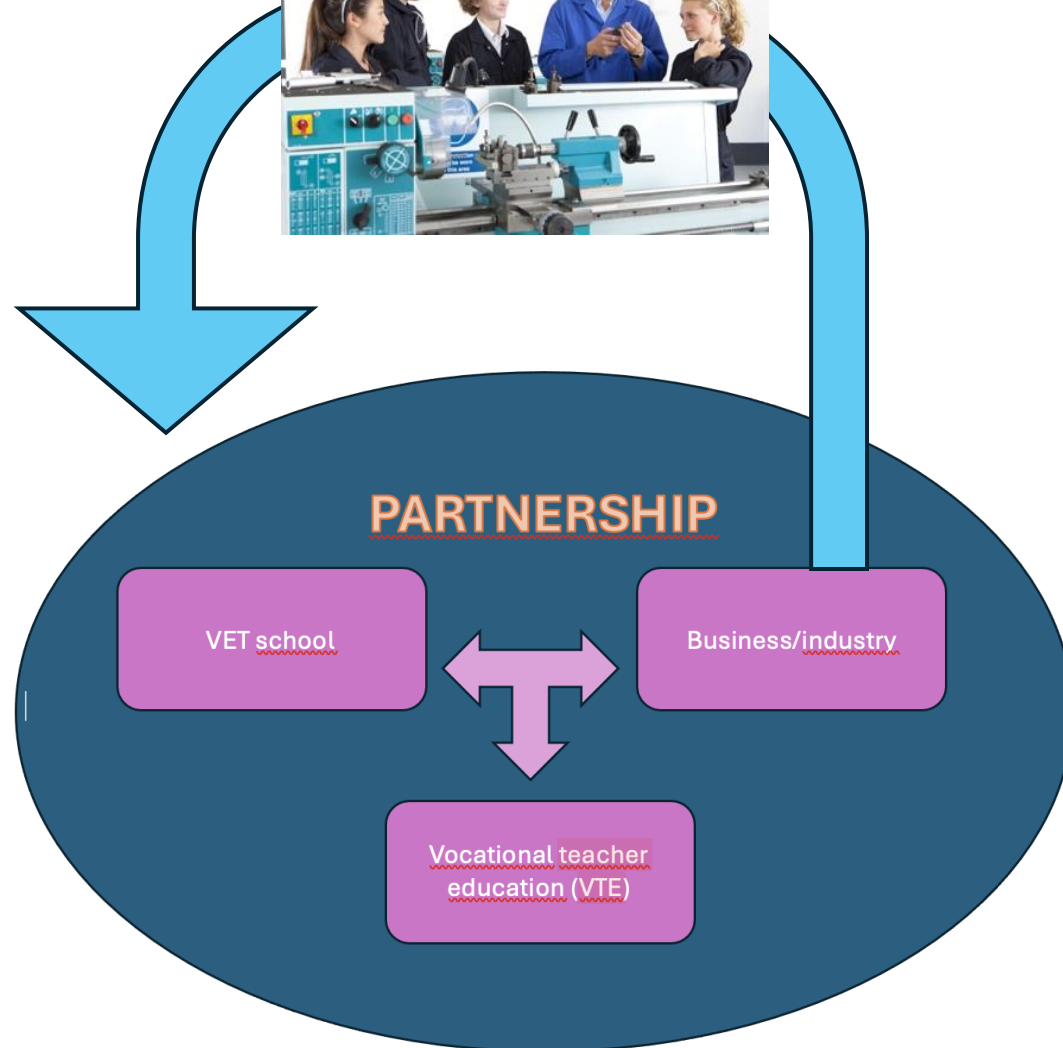 PARTNERSHIP
VET school
Business/industry
Vocational teacher
education (VTE)